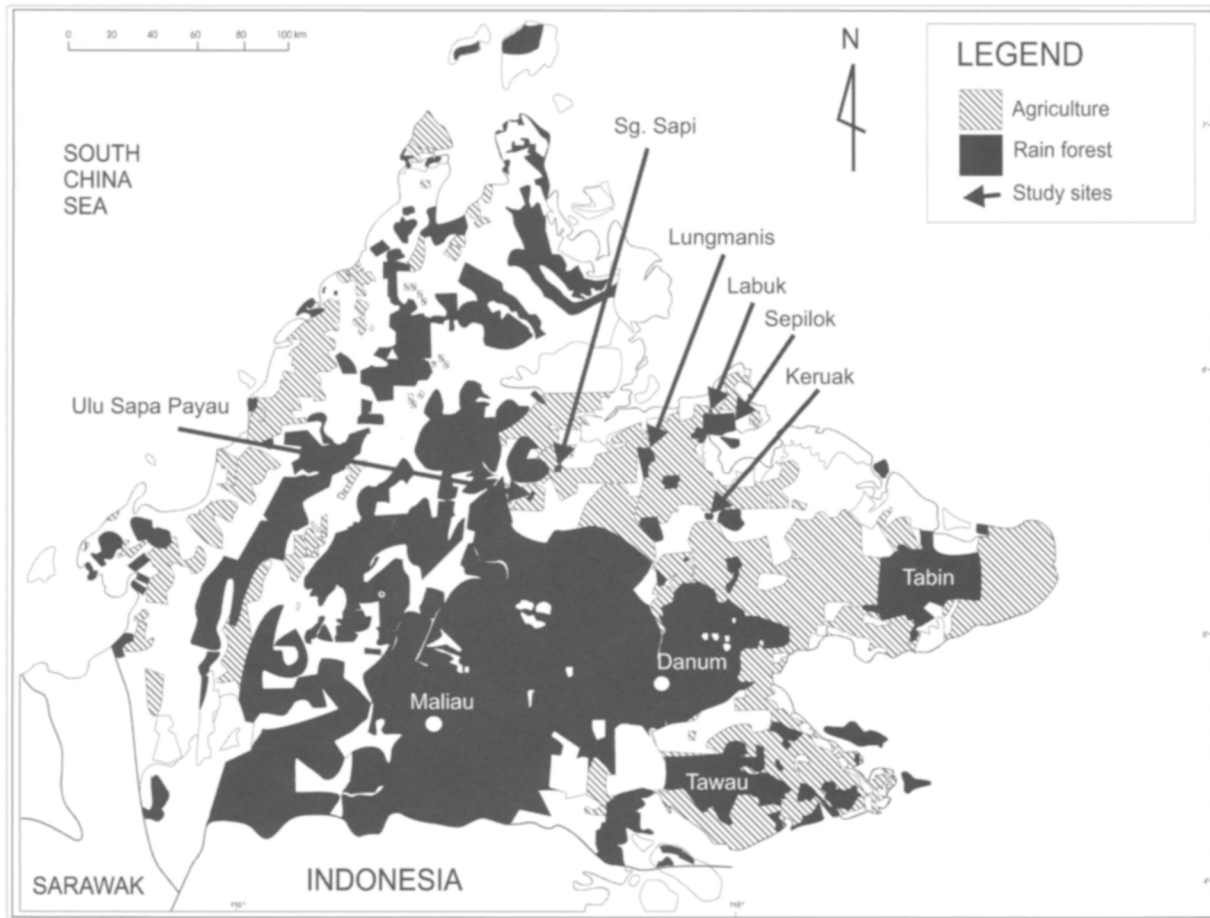 0 20 40 60 80 100 km
N
LEGEND
Agriculture
Rain forest
Study sites
SOUTH
CHINA
SEA
Sg. Sapi
Lungmanis
Labuk
Sepilok
Keruak
Ulu Sapa Payau
Tabin
Danum
Maliau
Tawau
SARAWAK
INDONESIA